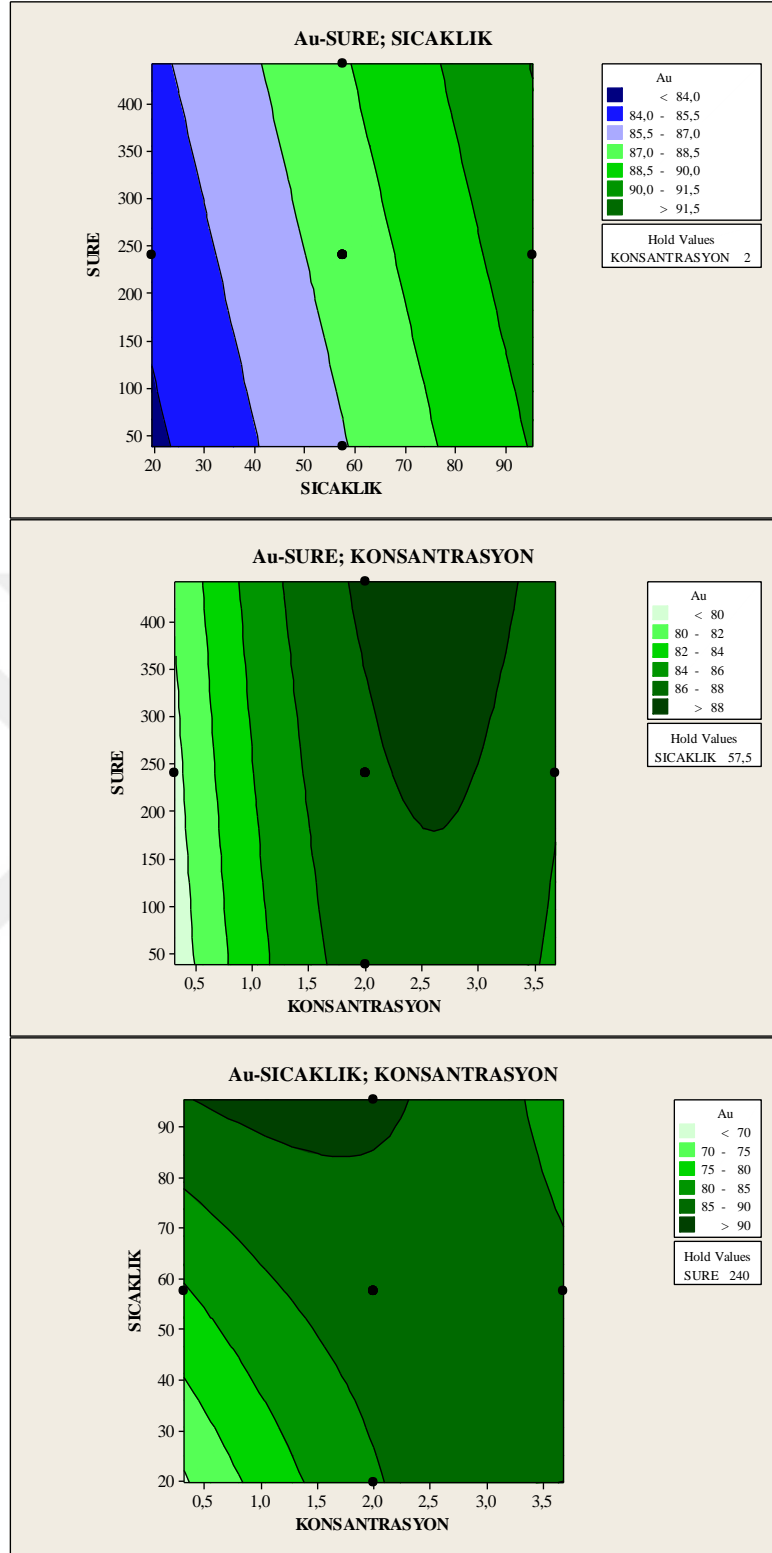 Au-SURE; SICAKLIK
Au
< 84,0
84,0 - 85,5
85,5 - 87,0
87,0 - 88,5
88,5 - 90,0
90,0 - 91,5
> 91,5
Hold Values
KONSANTRASYON 2
SURE
400
350
300
250
200
150
100
50
20 30 40 50 60 70 80 90
SICAKLIK
Au-SURE; KONSANTRASYON
Au
< 80
80 - 82
82 - 84
84 - 86
86 - 88
> 88
Hold Values
SICAKLIK 57,5
SURE
400
350
300
250
200
150
100
50
0,5 1,0 1,5 2,0 2,5 3,0 3,5
KONSANTRASYON
Au-SICAKLIK; KONSANTRASYON
Au
< 70
70 - 75
75 - 80
80 - 85
85 - 90
> 90
Hold Values
SURE 240
SICAKLIK
90
80
70
60
50
40
30
20
0,5 1,0 1,5 2,0 2,5 3,0 3,5
KONSANTRASYON